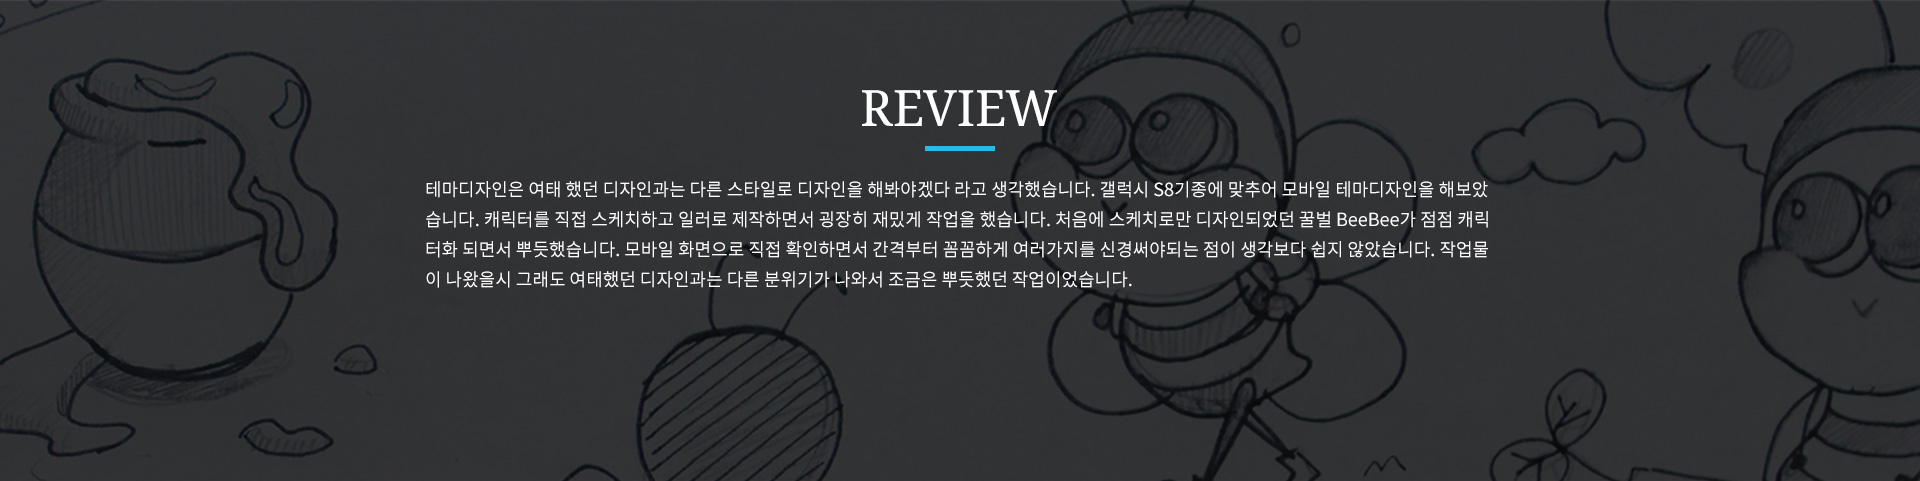 REVIEW
테마디자인은 여태 했던 디자인과는 다른 스타일로 디자인을 해봐야겠다 라고 생각했습니다. 갤럭시 S8기종에 맞추어 모바일 테마디자인을 해보았
습니다. 캐릭터를 직접 스케치하고 일러로 제작하면서 굉장히 재밌게 작업을 했습니다. 처음에 스케치로만 디자인되었던 꿀벌 BeeBee가 점점 캐릭
터화 되면서 뿌듯했습니다. 모바일 화면으로 직접 확인하면서 간격부터 꼼꼼하게 여러가지를 신경써야되는 점이 생각보다 쉽지 않았습니다. 작업물
이 나왔을시 그래도 여태했던 디자인과는 다른 분위기가 나와서 조금은 뿌듯했던 작업이었습니다.